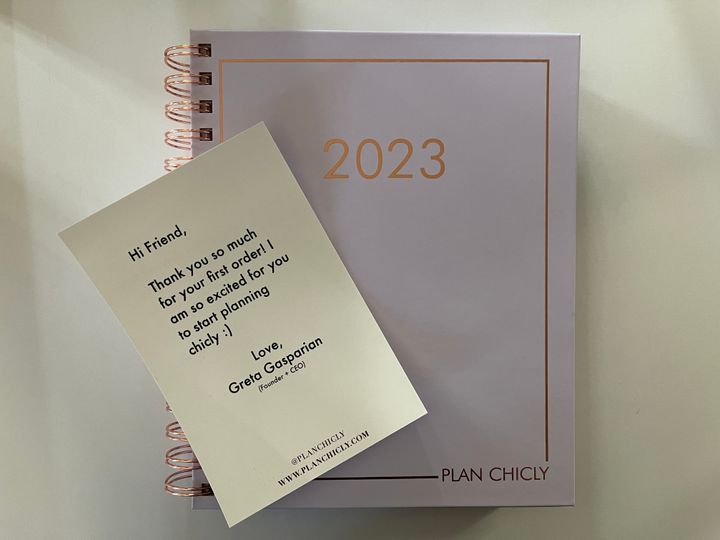 2023
Hi Friend,
Thank you so much
for your first order! I
am so excited for you
to start planning
chicly :)
Love,
Greta Gasparian
(Founder + CEO)
@PLANCHICLY
WWW.PLANCHICLY.COM
PLAN CHICLY